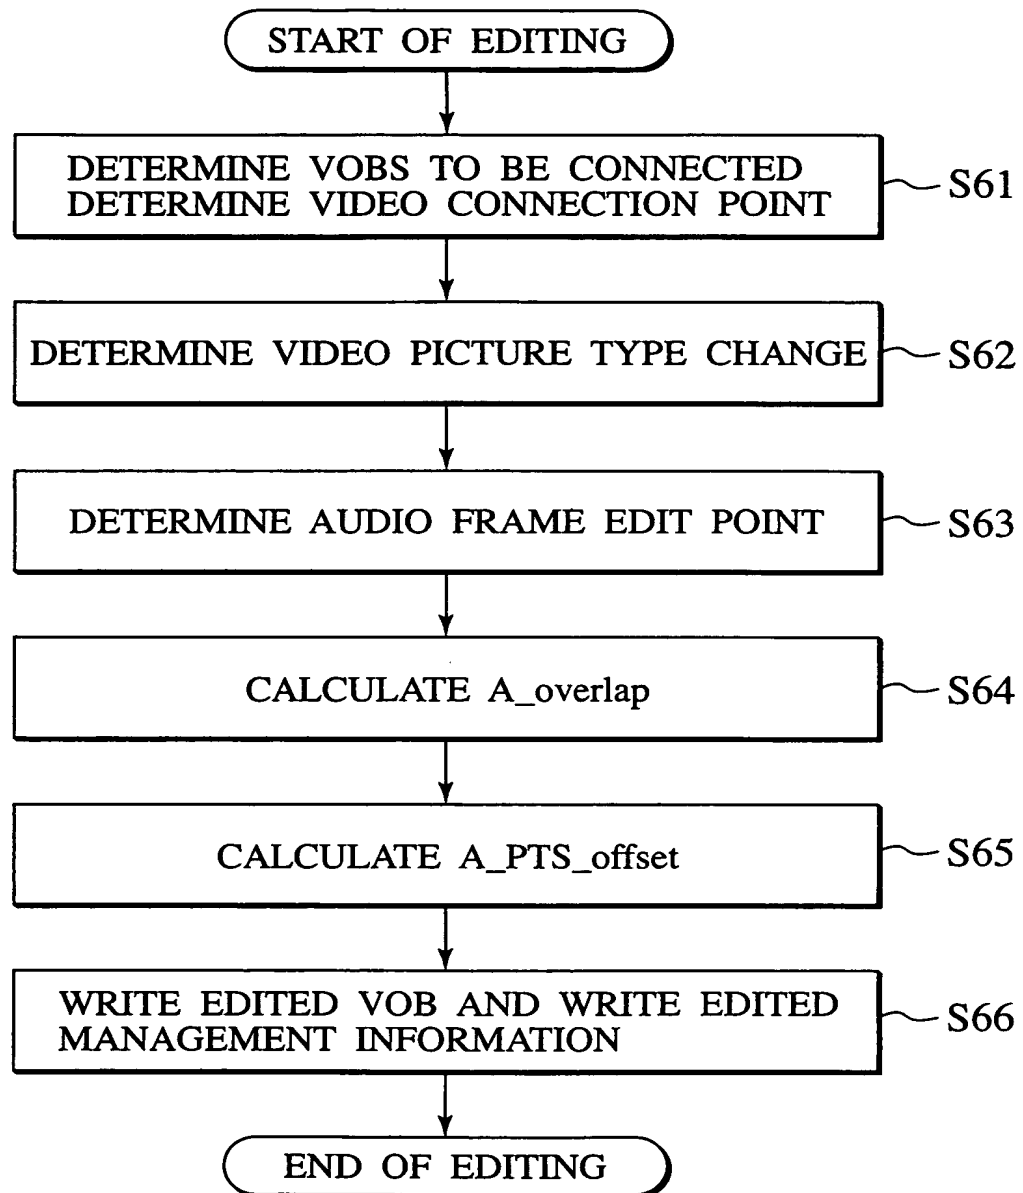 START OF EDITING
DETERMINE VOBS TO BE CONNECTED
DETERMINE VIDEO CONNECTION POINT
S61
DETERMINE VIDEO PICTURE TYPE CHANGE
S62
DETERMINE AUDIO FRAME EDIT POINT
S63
CALCULATE A_overlap
S64
CALCULATE A_PTS_offset
S65
WRITE EDITED VOB AND WRITE EDITED
MANAGEMENT INFORMATION
S66
END OF EDITING